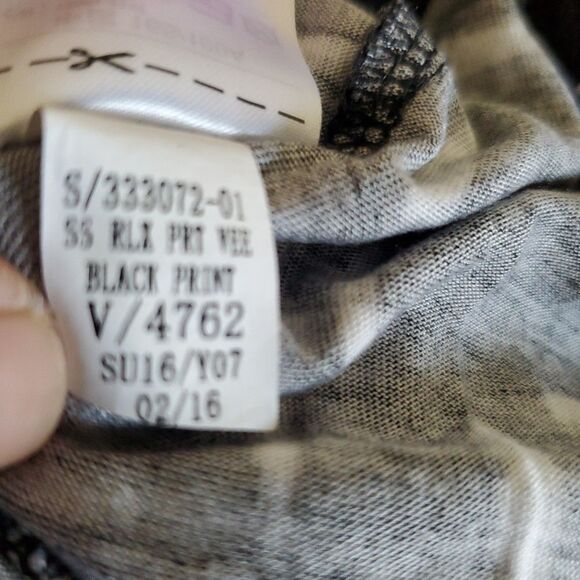 S/333072-01
SS RLX PRT VEE
BLACK PRINT
V/4762
SU16/Y07
02/16